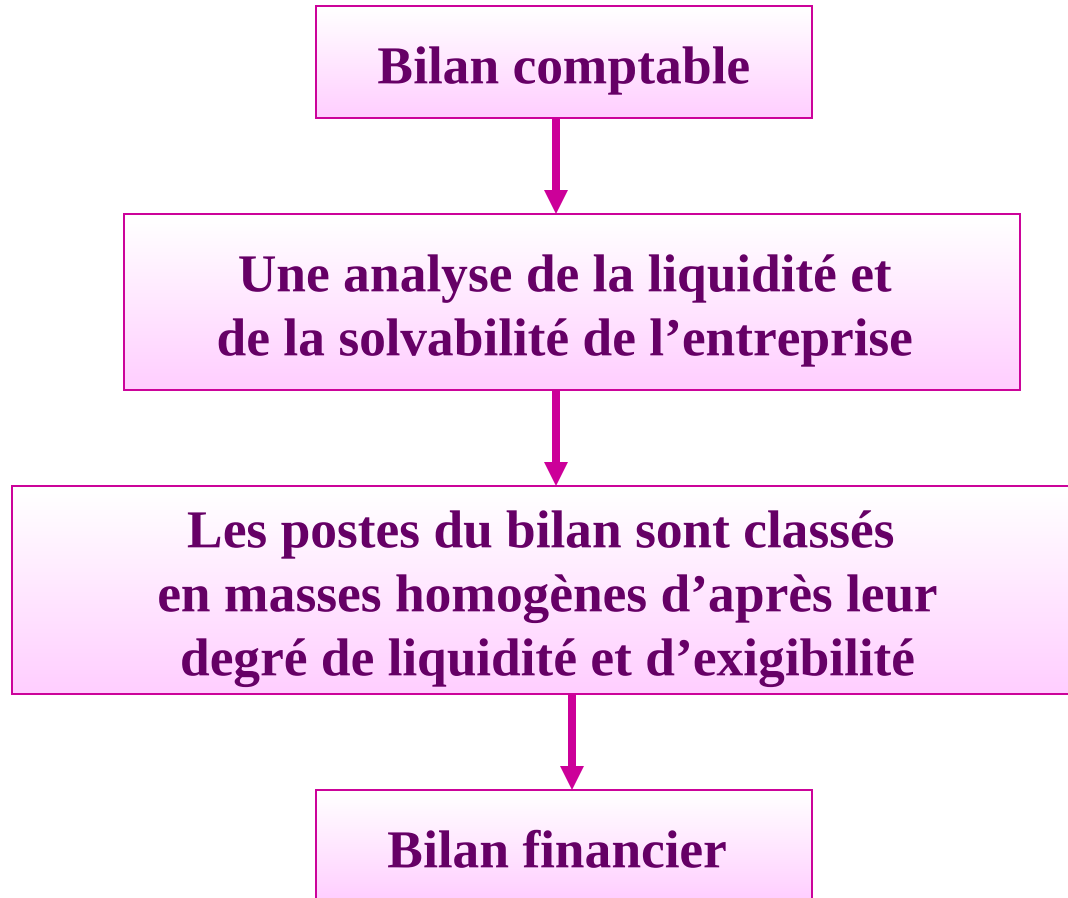 Bilan comptable
Une analyse de la liquidité et
de la solvabilité de l’entreprise
Les postes du bilan sont classés
en masses homogènes d’après leur
degré de liquidité et d’exigibilité
Bilan financier